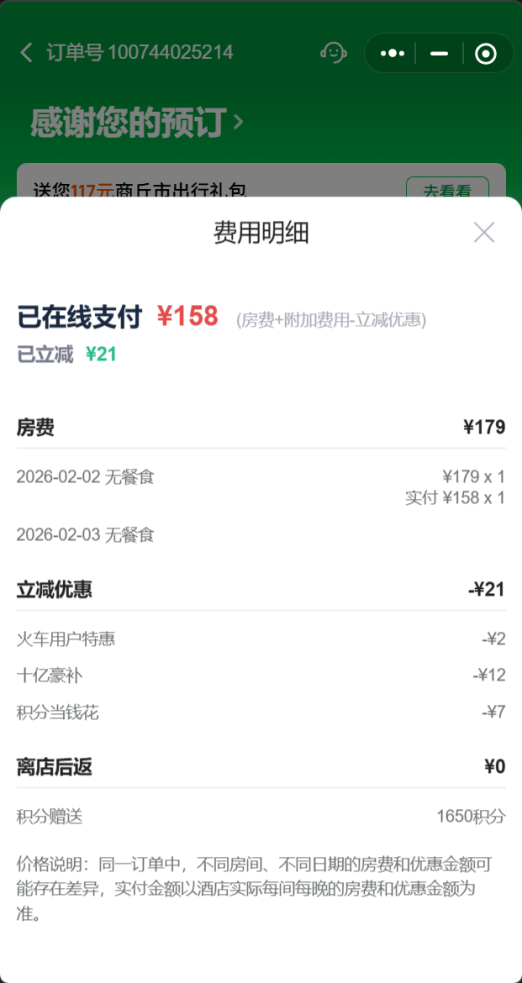 订单号 100744025214
感谢您的预订
送您117元商丘市出行礼包
去看看
费用明细
已在线支付 ¥158 (房费+附加费用-立减优惠)
已立减 ¥21
房费 ¥179
2026-02-02 无餐食 ¥179 x 1
实付 ¥158 x 1
2026-02-03 无餐食
立减优惠 -¥21
火车用户特惠 -¥2
十亿豪补 -¥12
积分当钱花 -¥7
离店后返 ¥0
积分赠送 1650积分
价格说明：同一订单中，不同房间、不同日期的房费和优惠金额可
能存在差异，实付金额以酒店实际每间每晚的房费和优惠金额为
准。